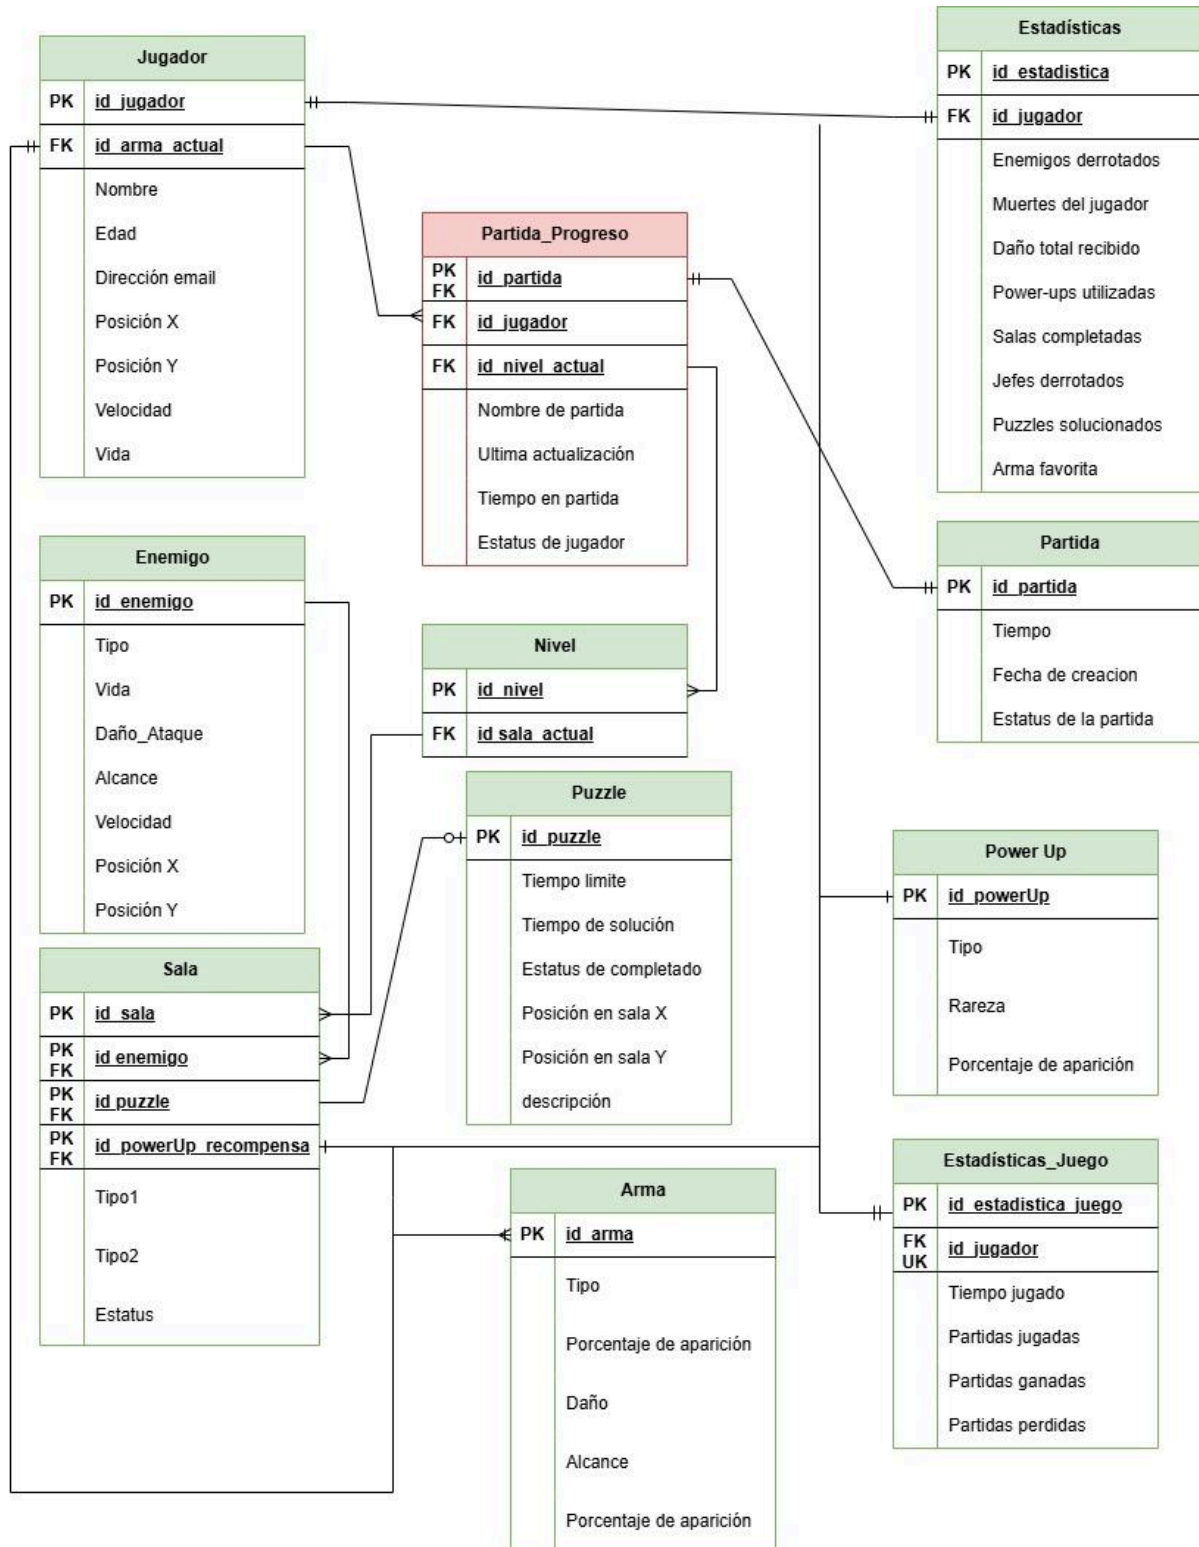 Jugador
PK id_jugador
FK id_arma_actual
Nombre
Edad
Dirección email
Posición X
Posición Y
Velocidad
Vida
Estadísticas
PK id_estadistica
FK id_jugador
Enemigos derrotados
Muertes del jugador
Daño total recibido
Power-ups utilizadas
Salas completadas
Jefes derrotados
Puzzles solucionados
Arma favorita
Partida_Progreso
PK
FK id_partida
FK id_jugador
FK id_nivel_actual
Nombre de partida
Ultima actualización
Tiempo en partida
Estatus de jugador
Partida
PK id_partida
Tiempo
Fecha de creacion
Estatus de la partida
Enemigo
PK id_enemigo
Tipo
Vida
Daño_Ataque
Alcance
Velocidad
Posición X
Posición Y
Nivel
PK id_nivel
FK id sala_actual
Puzzle
PK id_puzzle
Tiempo limite
Tiempo de solución
Estatus de completado
Posición en sala X
Posición en sala Y
descripción
Power Up
PK id_powerUp
Tipo
Rareza
Porcentaje de aparición
Sala
PK id_sala
PK
FK id enemigo
PK
FK id puzzle
PK
FK id_powerUp_recompensa
Tipo1
Tipo2
Estatus
Arma
PK id_arma
Tipo
Porcentaje de aparición
Daño
Alcance
Porcentaje de aparición
Estadísticas_Juego
PK id_estadistica_juego
FK
UK id_jugador
Tiempo jugado
Partidas jugadas
Partidas ganadas
Partidas perdidas